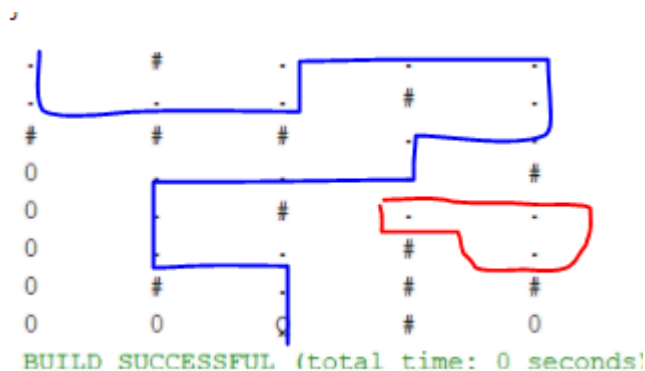 . # . . .
. . . # .
# # # . .
0 . . . #
0 . # . .
0 . . # .
0 # . # #
0 0 0 # 0
BUILD SUCCESSFUL (total time: 0 seconds)